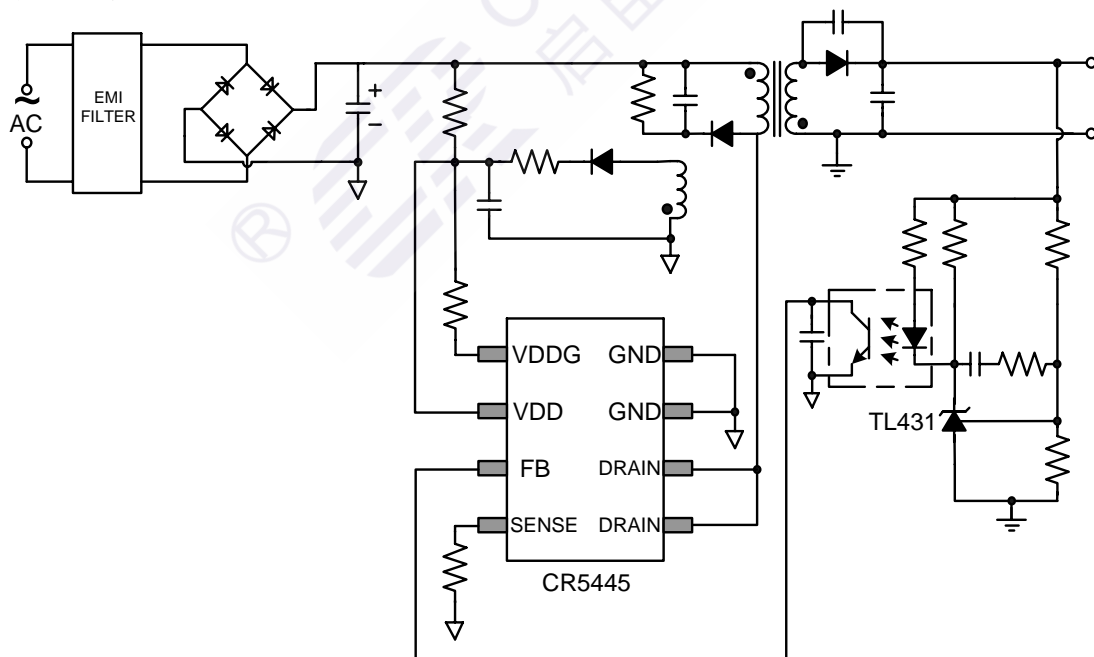 AC
EMI
FILTER
+
−
VDDG
GND
VDD
GND
FB
DRAIN
SENSE
DRAIN
CR5445
TL431
®